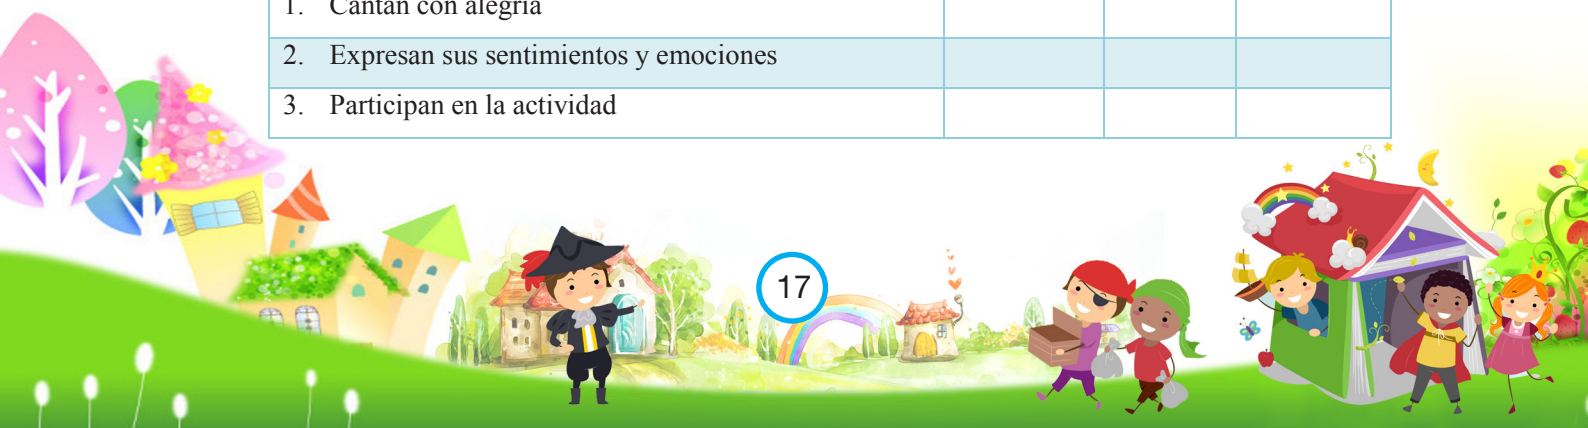 1. Cantan con alegría
2. Expresan sus sentimientos y emociones
3. Participan en la actividad
17